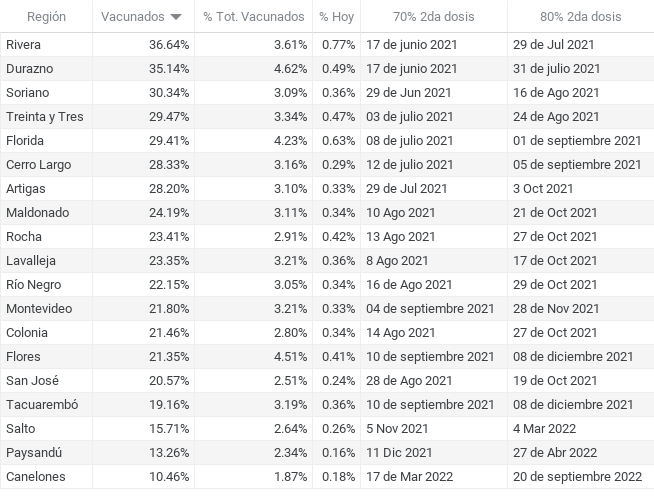 Región Vacunados % Tot. Vacunados % Hoy 70% 2da dosis 80% 2da dosis
Rivera 36.64% 3.61% 0.77% 17 de junio 2021 29 de Jul 2021
Durazno 35.14% 4.62% 0.49% 17 de junio 2021 31 de julio 2021
Soriano 30.34% 3.09% 0.36% 29 de Jun 2021 16 de Ago 2021
Treinta y Tres 29.47% 3.34% 0.47% 03 de julio 2021 24 de Ago 2021
Florida 29.41% 4.23% 0.63% 08 de julio 2021 01 de septiembre 2021
Cerro Largo 28.33% 3.16% 0.29% 12 de julio 2021 05 de septiembre 2021
Artigas 28.20% 3.10% 0.33% 29 de Jul 2021 3 Oct 2021
Maldonado 24.19% 3.11% 0.34% 10 Ago 2021 21 de Oct 2021
Rocha 23.41% 2.91% 0.42% 13 Ago 2021 27 de Oct 2021
Lavalleja 23.35% 3.21% 0.36% 8 Ago 2021 17 de Oct 2021
Río Negro 22.15% 3.05% 0.34% 16 de Ago 2021 29 de Oct 2021
Montevideo 21.80% 3.21% 0.33% 04 de septiembre 2021 28 de Nov 2021
Colonia 21.46% 2.80% 0.34% 14 Ago 2021 27 de Oct 2021
Flores 21.35% 4.51% 0.41% 10 de septiembre 2021 08 de diciembre 2021
San José 20.57% 2.51% 0.24% 28 de Ago 2021 19 de Oct 2021
Tacuarembó 19.16% 3.19% 0.36% 10 de septiembre 2021 08 de diciembre 2021
Salto 15.71% 2.64% 0.26% 5 Nov 2021 4 Mar 2022
Paysandú 13.26% 2.34% 0.16% 11 Dic 2021 27 de Abr 2022
Canelones 10.46% 1.87% 0.18% 17 de Mar 2022 20 de septiembre 2022